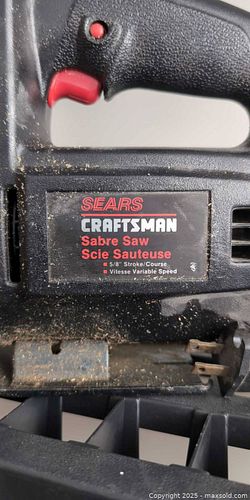 SEARS
CRAFTSMAN
Sabre Saw
Scie Sauteuse
■ 5/8" Stroke/Course
■ Vitesse Variable Speed
Copyright 2025 - maxsold.com